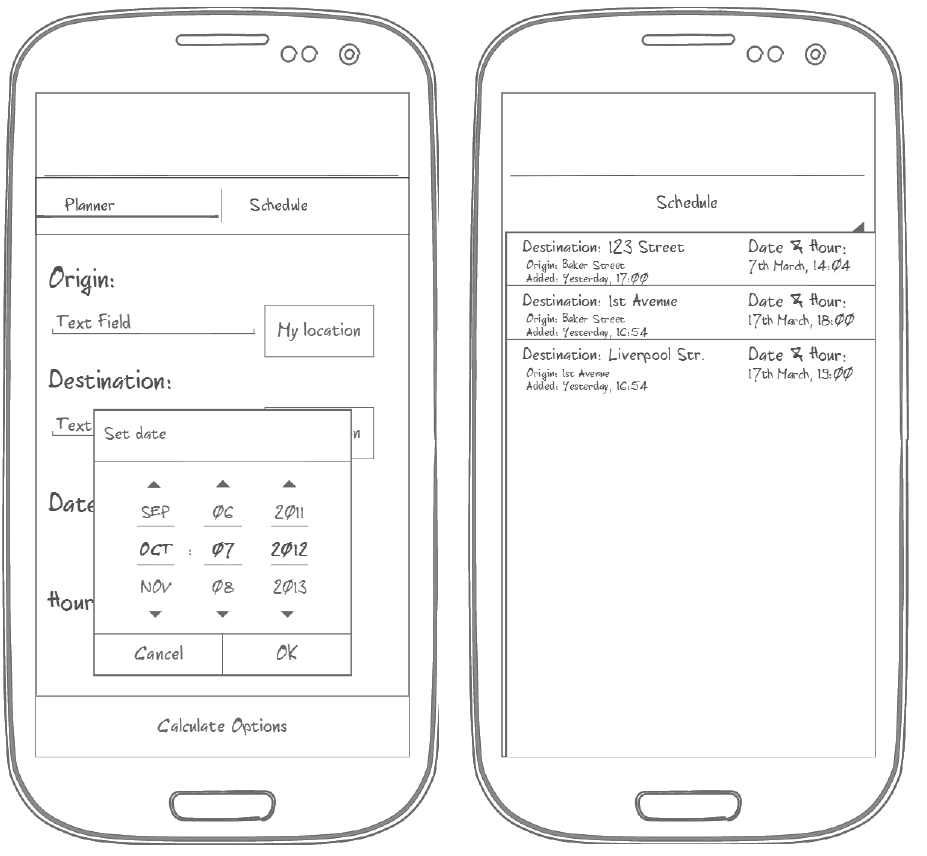 Planner Schedule
Origin:
Text Field My location
Destination:
Text n
Set date
Date
SEP 06 2011
OCT : 07 2012
NOV 08 2013
Hour
Cancel OK
Calculate Options
Schedule
Destination: 123 Street Date & Hour:
Origin: Baker Street 7th March, 14:04
Added: Yesterday, 17:00
Destination: 1st Avenue Date & Hour:
Origin: Baker Street 17th March, 18:00
Added: Yesterday, 16:54
Destination: Liverpool Str. Date & Hour:
Origin: 1st Avenue 17th March, 19:00
Added: Yesterday, 16:54